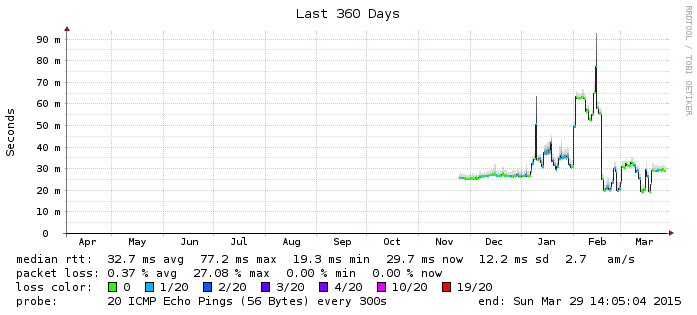 Last 360 Days
RRDTOOL / TOBI OETIKER
Seconds
90 m
80 m
70 m
60 m
50 m
40 m
30 m
20 m
10 m
0
Apr May Jun Jul Aug Sep Oct Nov Dec Jan Feb Mar
median rtt: 32.7 ms avg 77.2 ms max 19.3 ms min 29.7 ms now 12.2 ms sd 2.7 am/s
packet loss: 0.37 % avg 27.08 % max 0.00 % min 0.00 % now
loss color: 0 1/20 2/20 3/20 4/20 10/20 19/20
probe: 20 ICMP Echo Pings (56 Bytes) every 300s end: Sun Mar 29 14:05:04 2015